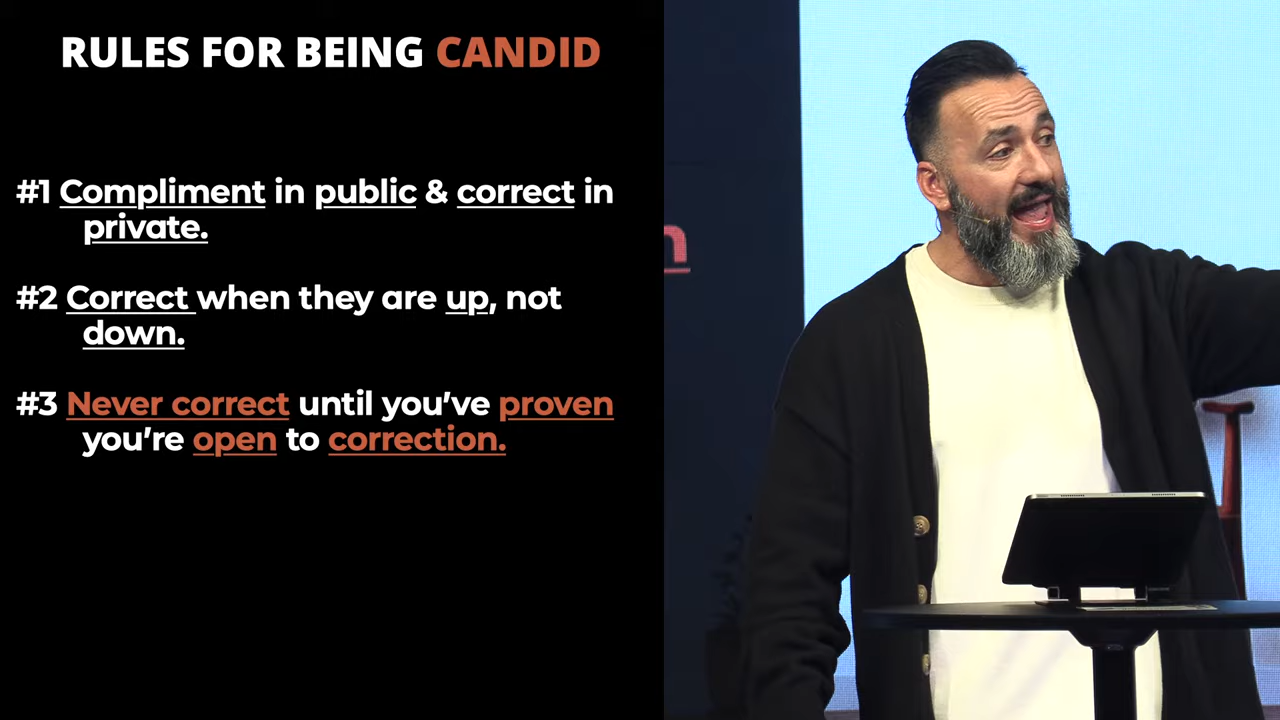 RULES FOR BEING CANDID
#1 Compliment in public & correct in
private.
#2 Correct when they are up, not
down.
#3 Never correct until you’ve proven
you’re open to correction.
n